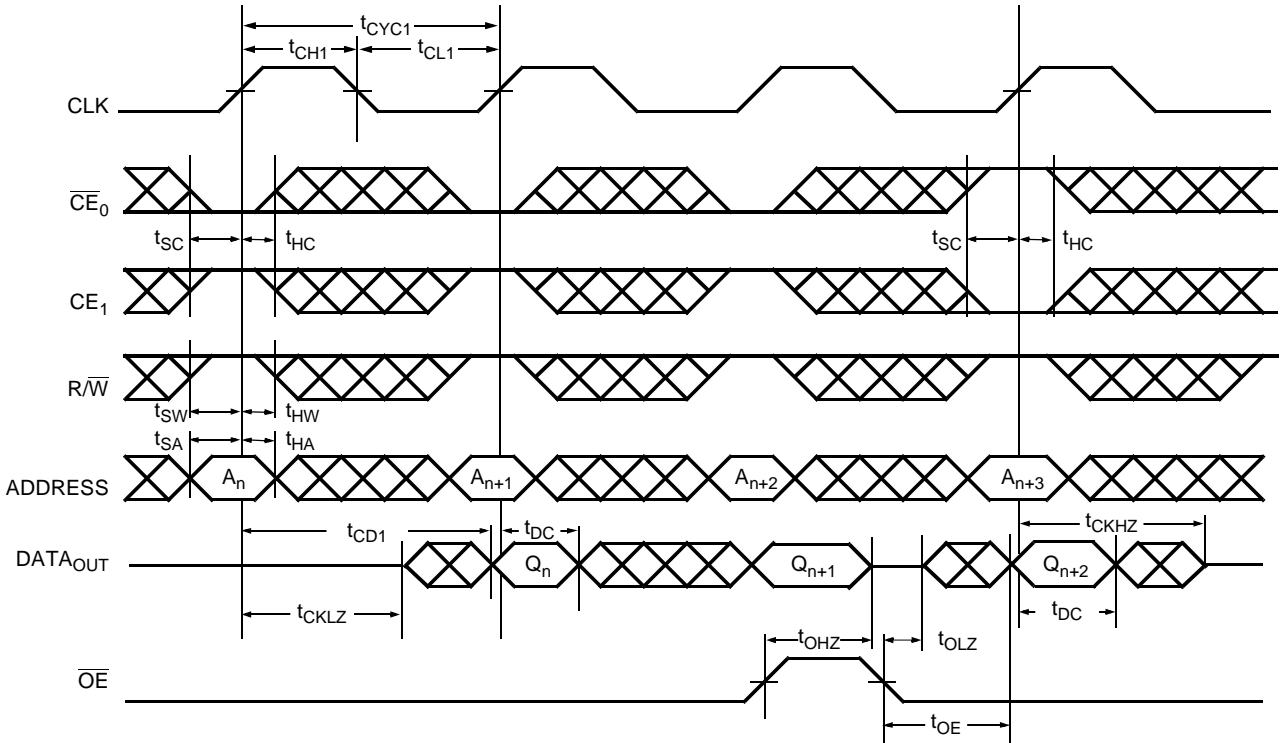 tCYC1
tCH1
tCL1
CLK
CE0
tSC
tHC
tSC
tHC
CE1
R/W
tSW
tHW
tSA
tHA
ADDRESS
An
An+1
An+2
An+3
tCD1
tDC
tCKHZ
DATAOUT
Qn
Qn+1
Qn+2
tCKLZ
tDC
tOHZ
tOLZ
OE
tOE